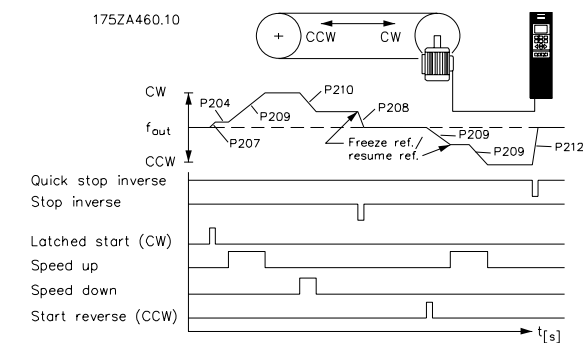 175ZA460.10
CCW
CW
CW
P204
P209
P210
P208
fout
P207
Freeze ref./
resume ref.
P209
P209
P212
CCW
Quick stop inverse
Stop inverse
Latched start (CW)
Speed up
Speed down
Start reverse (CCW)
t[s]